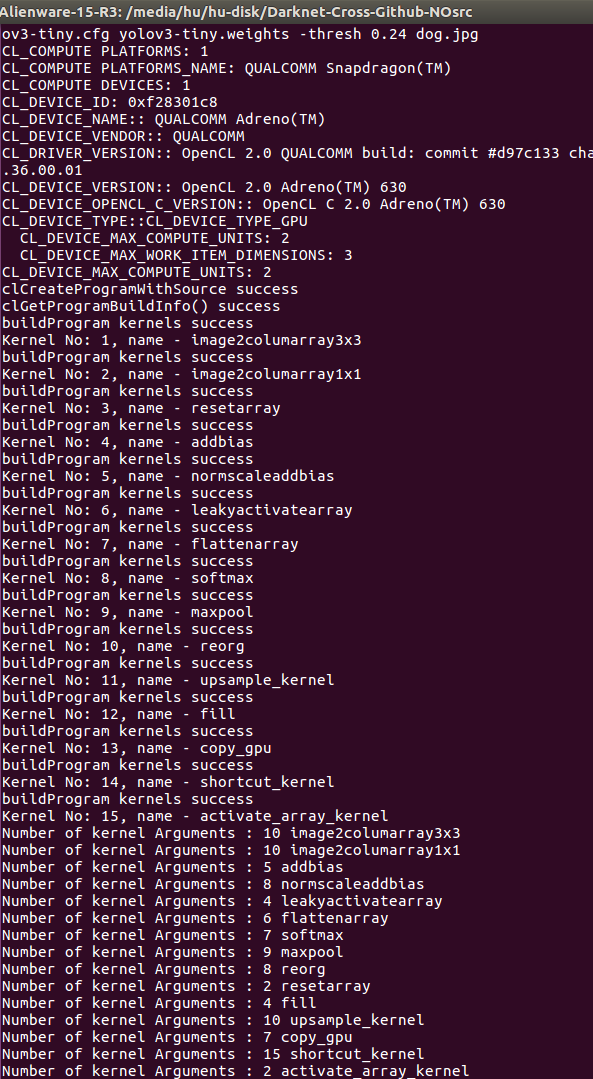 Alienware-15-R3: /media/hu/hu-disk/Darknet-Cross-Github-NOsrc
ov3-tiny.cfg yolov3-tiny.weights -thresh 0.24 dog.jpg
CL_COMPUTE PLATFORMS: 1
CL_COMPUTE PLATFORMS_NAME: QUALCOMM Snapdragon(TM)
CL_COMPUTE DEVICES: 1
CL_DEVICE_ID: 0xf28301c8
CL_DEVICE_NAME:: QUALCOMM Adreno(TM)
CL_DEVICE_VENDOR:: QUALCOMM
CL_DRIVER_VERSION:: OpenCL 2.0 QUALCOMM build: commit #d97c133 cha
.36.00.01
CL_DEVICE_VERSION:: OpenCL 2.0 Adreno(TM) 630
CL_DEVICE_OPENCL_C_VERSION:: OpenCL C 2.0 Adreno(TM) 630
CL_DEVICE_TYPE::CL_DEVICE_TYPE_GPU
  CL_DEVICE_MAX_COMPUTE_UNITS: 2
  CL_DEVICE_MAX_WORK_ITEM_DIMENSIONS: 3
CL_DEVICE_MAX_COMPUTE_UNITS: 2
clCreateProgramWithSource success
clGetProgramBuildInfo() success
buildProgram kernels success
Kernel No: 1, name - image2columarray3x3
buildProgram kernels success
Kernel No: 2, name - image2columarray1x1
buildProgram kernels success
Kernel No: 3, name - resetarray
buildProgram kernels success
Kernel No: 4, name - addbias
buildProgram kernels success
Kernel No: 5, name - normscaleaddbias
buildProgram kernels success
Kernel No: 6, name - leakyactivatearray
buildProgram kernels success
Kernel No: 7, name - flattenarray
buildProgram kernels success
Kernel No: 8, name - softmax
buildProgram kernels success
Kernel No: 9, name - maxpool
buildProgram kernels success
Kernel No: 10, name - reorg
buildProgram kernels success
Kernel No: 11, name - upsample_kernel
buildProgram kernels success
Kernel No: 12, name - fill
buildProgram kernels success
Kernel No: 13, name - copy_gpu
buildProgram kernels success
Kernel No: 14, name - shortcut_kernel
buildProgram kernels success
Kernel No: 15, name - activate_array_kernel
Number of kernel Arguments : 10 image2columarray3x3
Number of kernel Arguments : 10 image2columarray1x1
Number of kernel Arguments : 5 addbias
Number of kernel Arguments : 8 normscaleaddbias
Number of kernel Arguments : 4 leakyactivatearray
Number of kernel Arguments : 6 flattenarray
Number of kernel Arguments : 7 softmax
Number of kernel Arguments : 9 maxpool
Number of kernel Arguments : 8 reorg
Number of kernel Arguments : 2 resetarray
Number of kernel Arguments : 4 fill
Number of kernel Arguments : 10 upsample_kernel
Number of kernel Arguments : 7 copy_gpu
Number of kernel Arguments : 15 shortcut_kernel
Number of kernel Arguments : 2 activate_array_kernel